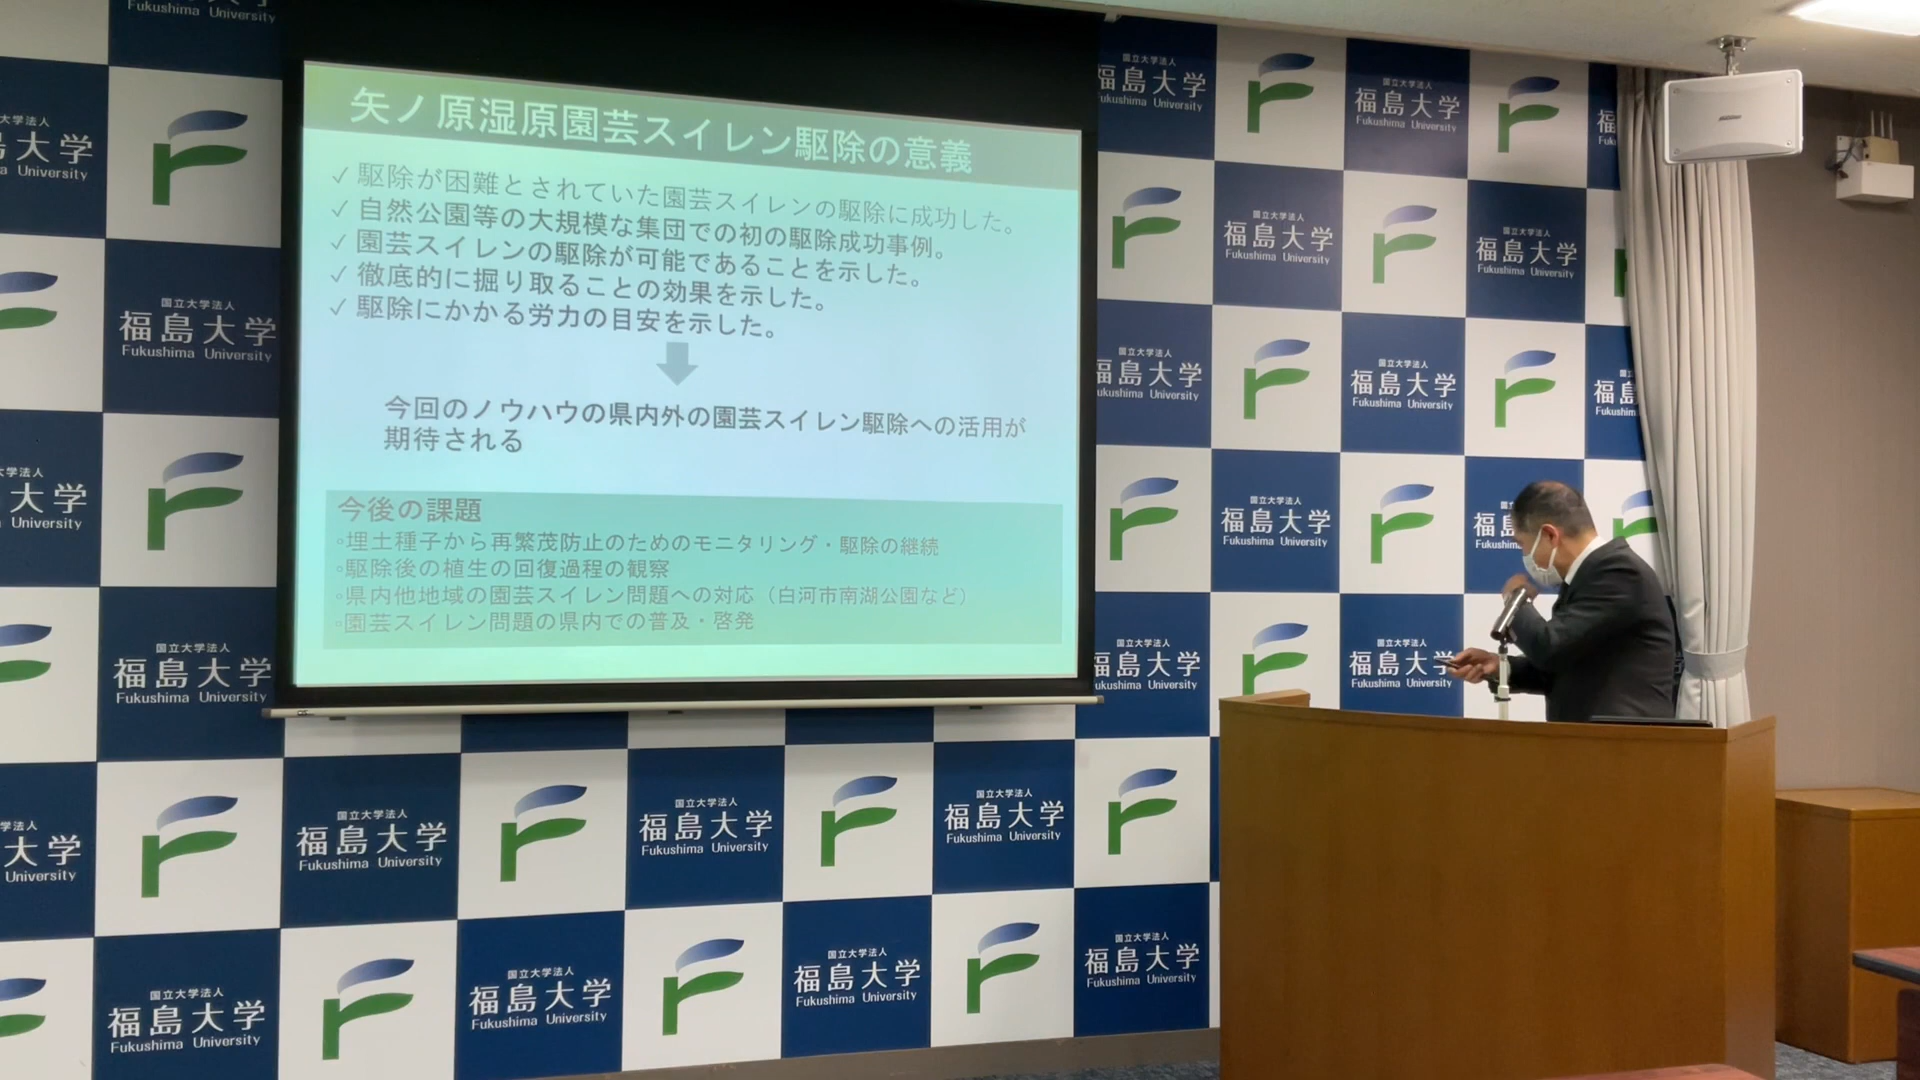 矢ノ原湿原園芸スイレン駆除の意義
✓駆除が困難とされていた園芸スイレンの駆除に成功した。
✓自然公園等の大規模な集団での初の駆除成功事例。
✓園芸スイレンの駆除が可能であることを示した。
✓徹底的に掘り取ることの効果を示した。
✓駆除にかかる労力の目安を示した。
今回のノウハウの県内外の園芸スイレン駆除への活用が
期待される
今後の課題
◦埋土種子から再繁茂防止のためのモニタリング・駆除の継続
◦駆除後の植生の回復過程の観察
◦県内他地域の園芸スイレン問題への対応（白河市南湖公園など）
◦園芸スイレン問題の県内での普及・啓発
国立大学法人
福島大学
Fukushima University